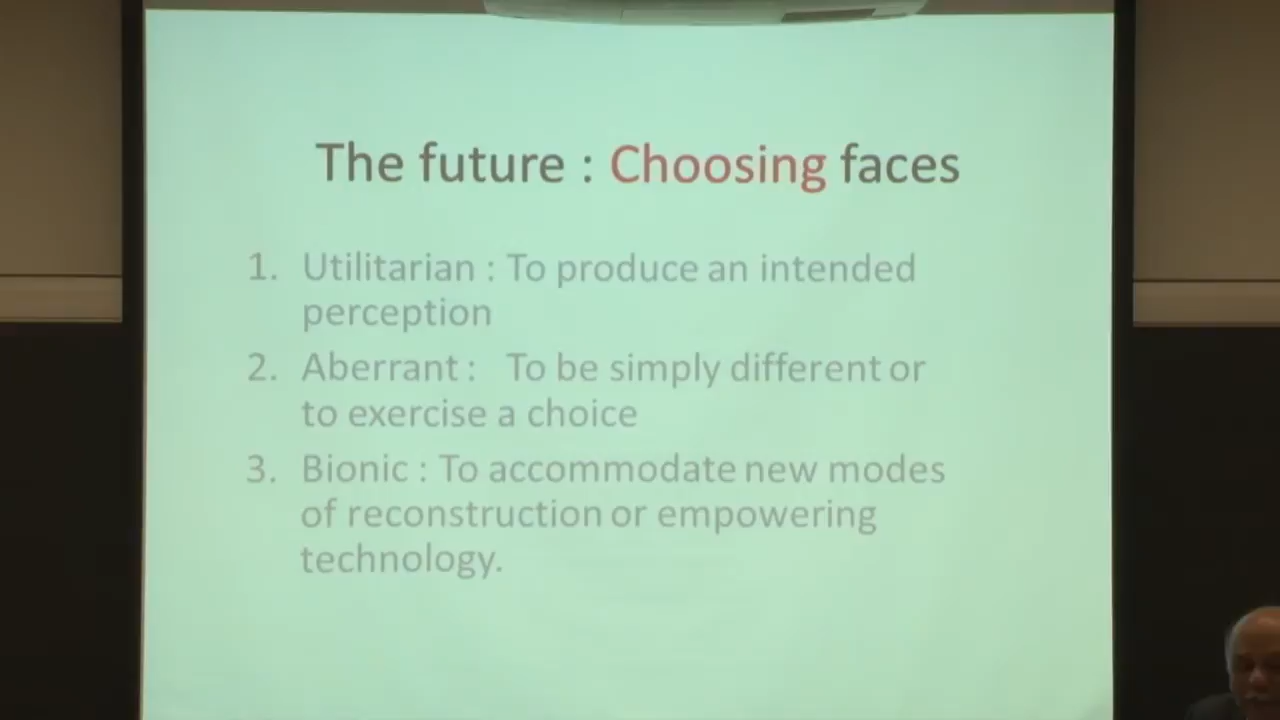 The future : Choosing faces
1. Utilitarian : To produce an intended
perception
2. Aberrant : To be simply different or
to exercise a choice
3. Bionic : To accommodate new modes
of reconstruction or empowering
technology.